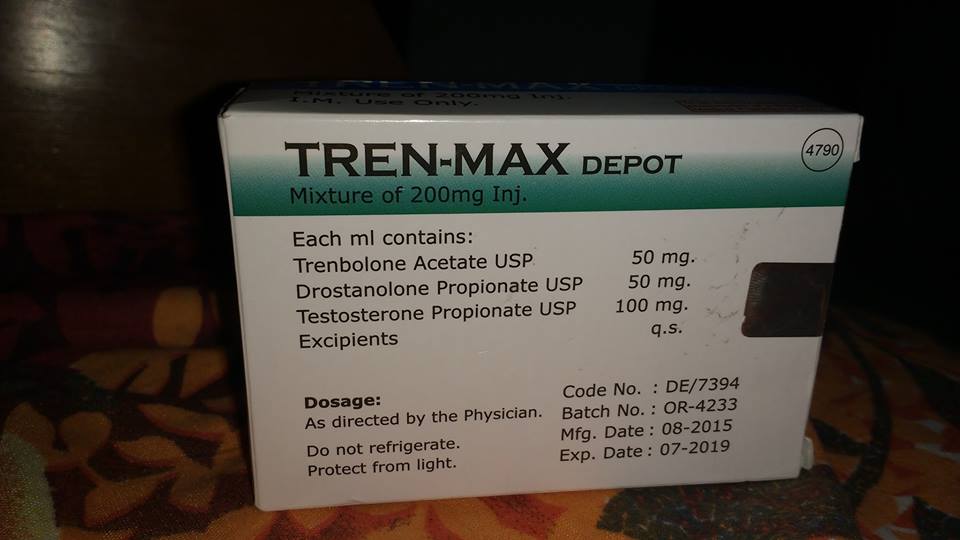 TREN-MAX
Mixture of 200mg Inj.
I.M. Use Only.
TREN-MAX DEPOT
4790
Mixture of 200mg Inj.
Each ml contains:
Trenbolone Acetate USP 50 mg.
Drostanolone Propionate USP 50 mg.
Testosterone Propionate USP 100 mg.
Excipients q.s.
Dosage:
As directed by the Physician.
Do not refrigerate.
Protect from light.
Code No. : DE/7394
Batch No. : OR-4233
Mfg. Date : 08-2015
Exp. Date : 07-2019